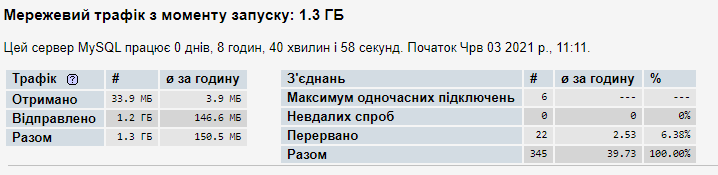 Мережевий трафік з моменту запуску: 1.3 ГБ
Цей сервер MySQL працює 0 днів, 8 годин, 40 хвилин і 58 секунд. Початок Чрв 03 2021 р., 11:11.
Трафік # ø за годину
Отримано 33.9 МБ 3.9 МБ
Відправлено 1.2 ГБ 146.6 МБ
Разом 1.3 ГБ 150.5 МБ
З'єднань # ø за годину %
Максимум одночасних підключень 6 --- ---
Невдалих спроб 0 0 0%
Перервано 22 2.53 6.38%
Разом 345 39.73 100.00%